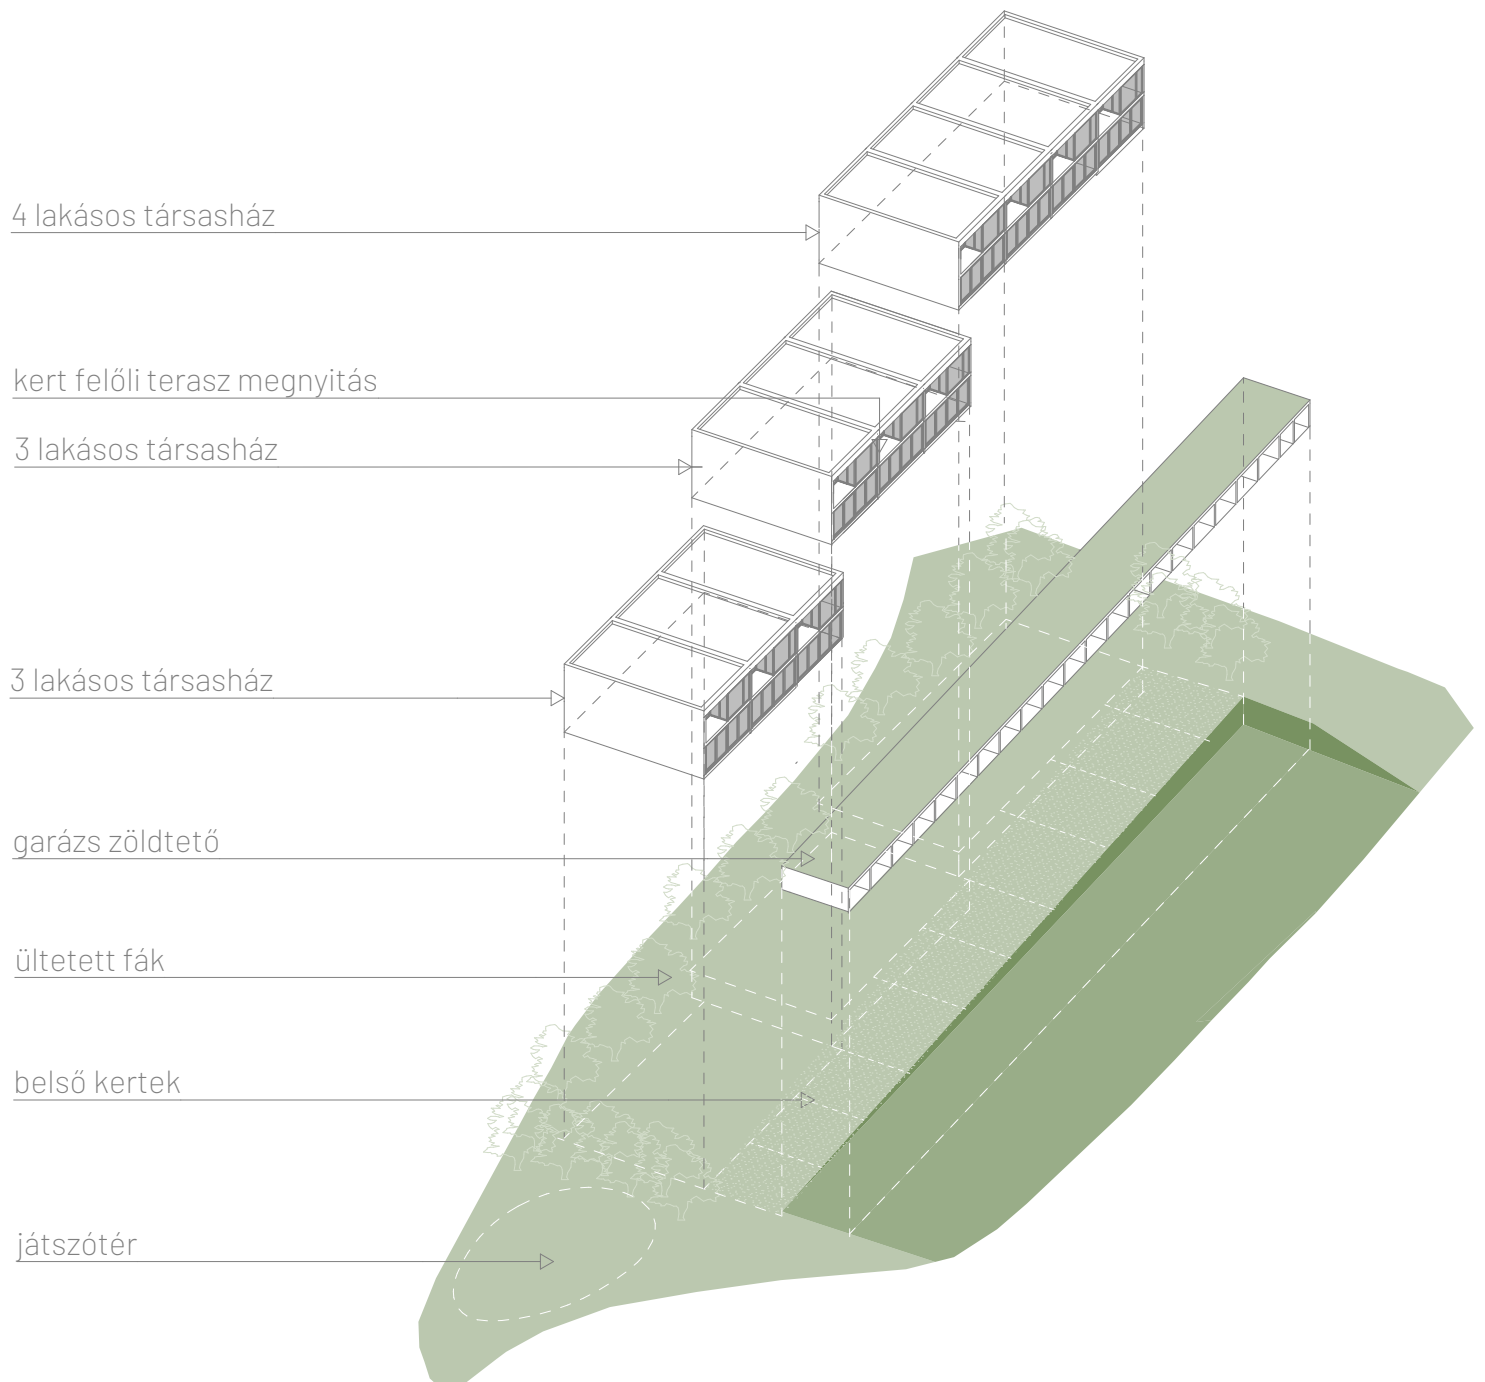 4 lakásos társasház
kert felőli terasz megnyitás
3 lakásos társasház
3 lakásos társasház
garázs zöldtető
ültetett fák
belső kertek
játszótér